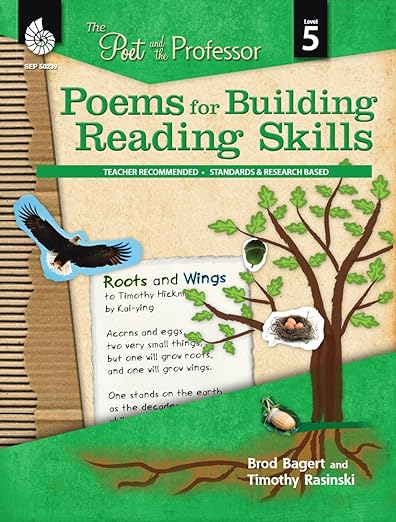 The Poet and the Professor
Level
5
SEP 50239
Poems for Building
Reading Skills
TEACHER RECOMMENDED • STANDARDS & RESEARCH BASED
Roots and Wings
to Timothy Hickm
by Kai-ying
Acorns and eggs,
two very small things,
but one will grow roots,
and one will grow wings.
One stands on the earth
as the decade
Brod Bagert and
Timothy Rasinski